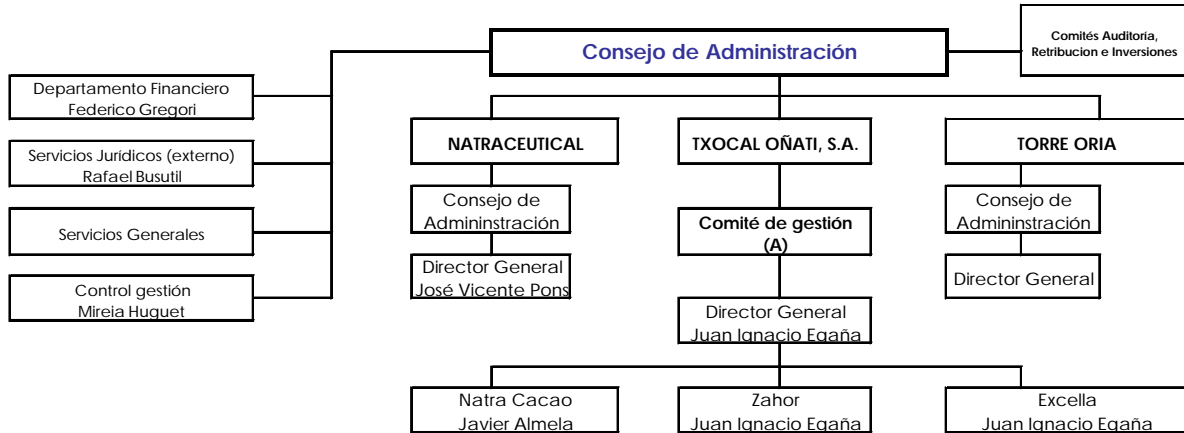 Consejo de Administración
Comités Auditoria,
Retribucion e Inversiones
Departamento Financiero
Federico Gregori
Servicios Jurídicos (externo)
Rafael Busutil
Servicios Generales
Control gestión
Mireia Huguet
NATRACEUTICAL
TXOCAL OÑATI, S.A.
TORRE ORIA
Consejo de
Admininstración
Comité de gestión
(A)
Consejo de
Admininstración
Director General
José Vicente Pons
Director General
Director General
Juan Ignacio Egaña
Natra Cacao
Javier Almela
Zahor
Juan Ignacio Egaña
Excella
Juan Ignacio Egaña